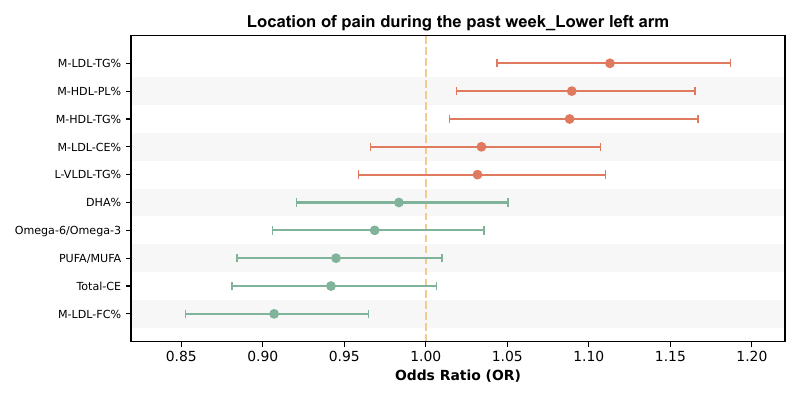 Location of pain during the past week_Lower left arm
M-LDL-TG%
M-HDL-PL%
M-HDL-TG%
M-LDL-CE%
L-VLDL-TG%
DHA%
Omega-6/Omega-3
PUFA/MUFA
Total-CE
M-LDL-FC%
0.85 0.90 0.95 1.00 1.05 1.10 1.15 1.20
Odds Ratio (OR)